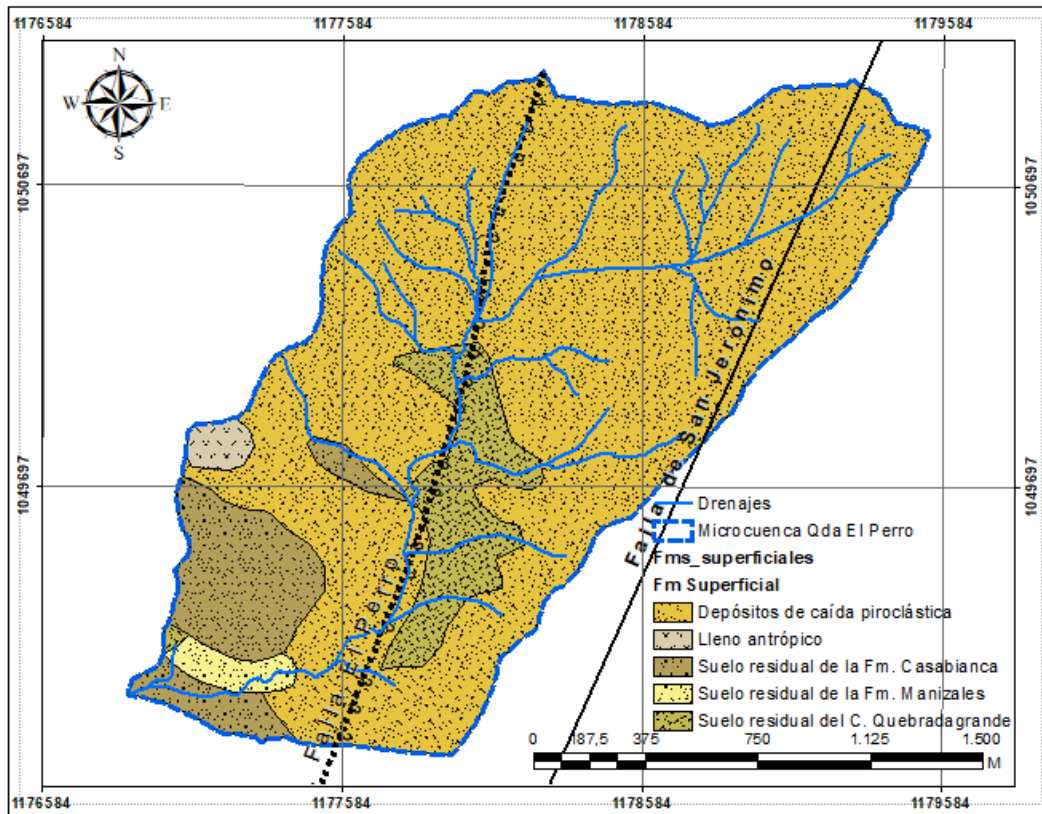 1176584 1177584 1178584 1179584
N
W E
S
1050697 1050697
Falla de San Jerónimo
1049697 1049697
Falla El Perro
Drenajes
Microcuenca Qda El Perro
Fms_superficiales
Fm Superficial
Depósitos de caída piroclástica
Lleno antrópico
Suelo residual de la Fm. Casabianca
Suelo residual de la Fm. Manizales
Suelo residual del C. Quebradagrande
0 187,5 375 750 1.125 1.500
M
1176584 1177584 1178584 1179584